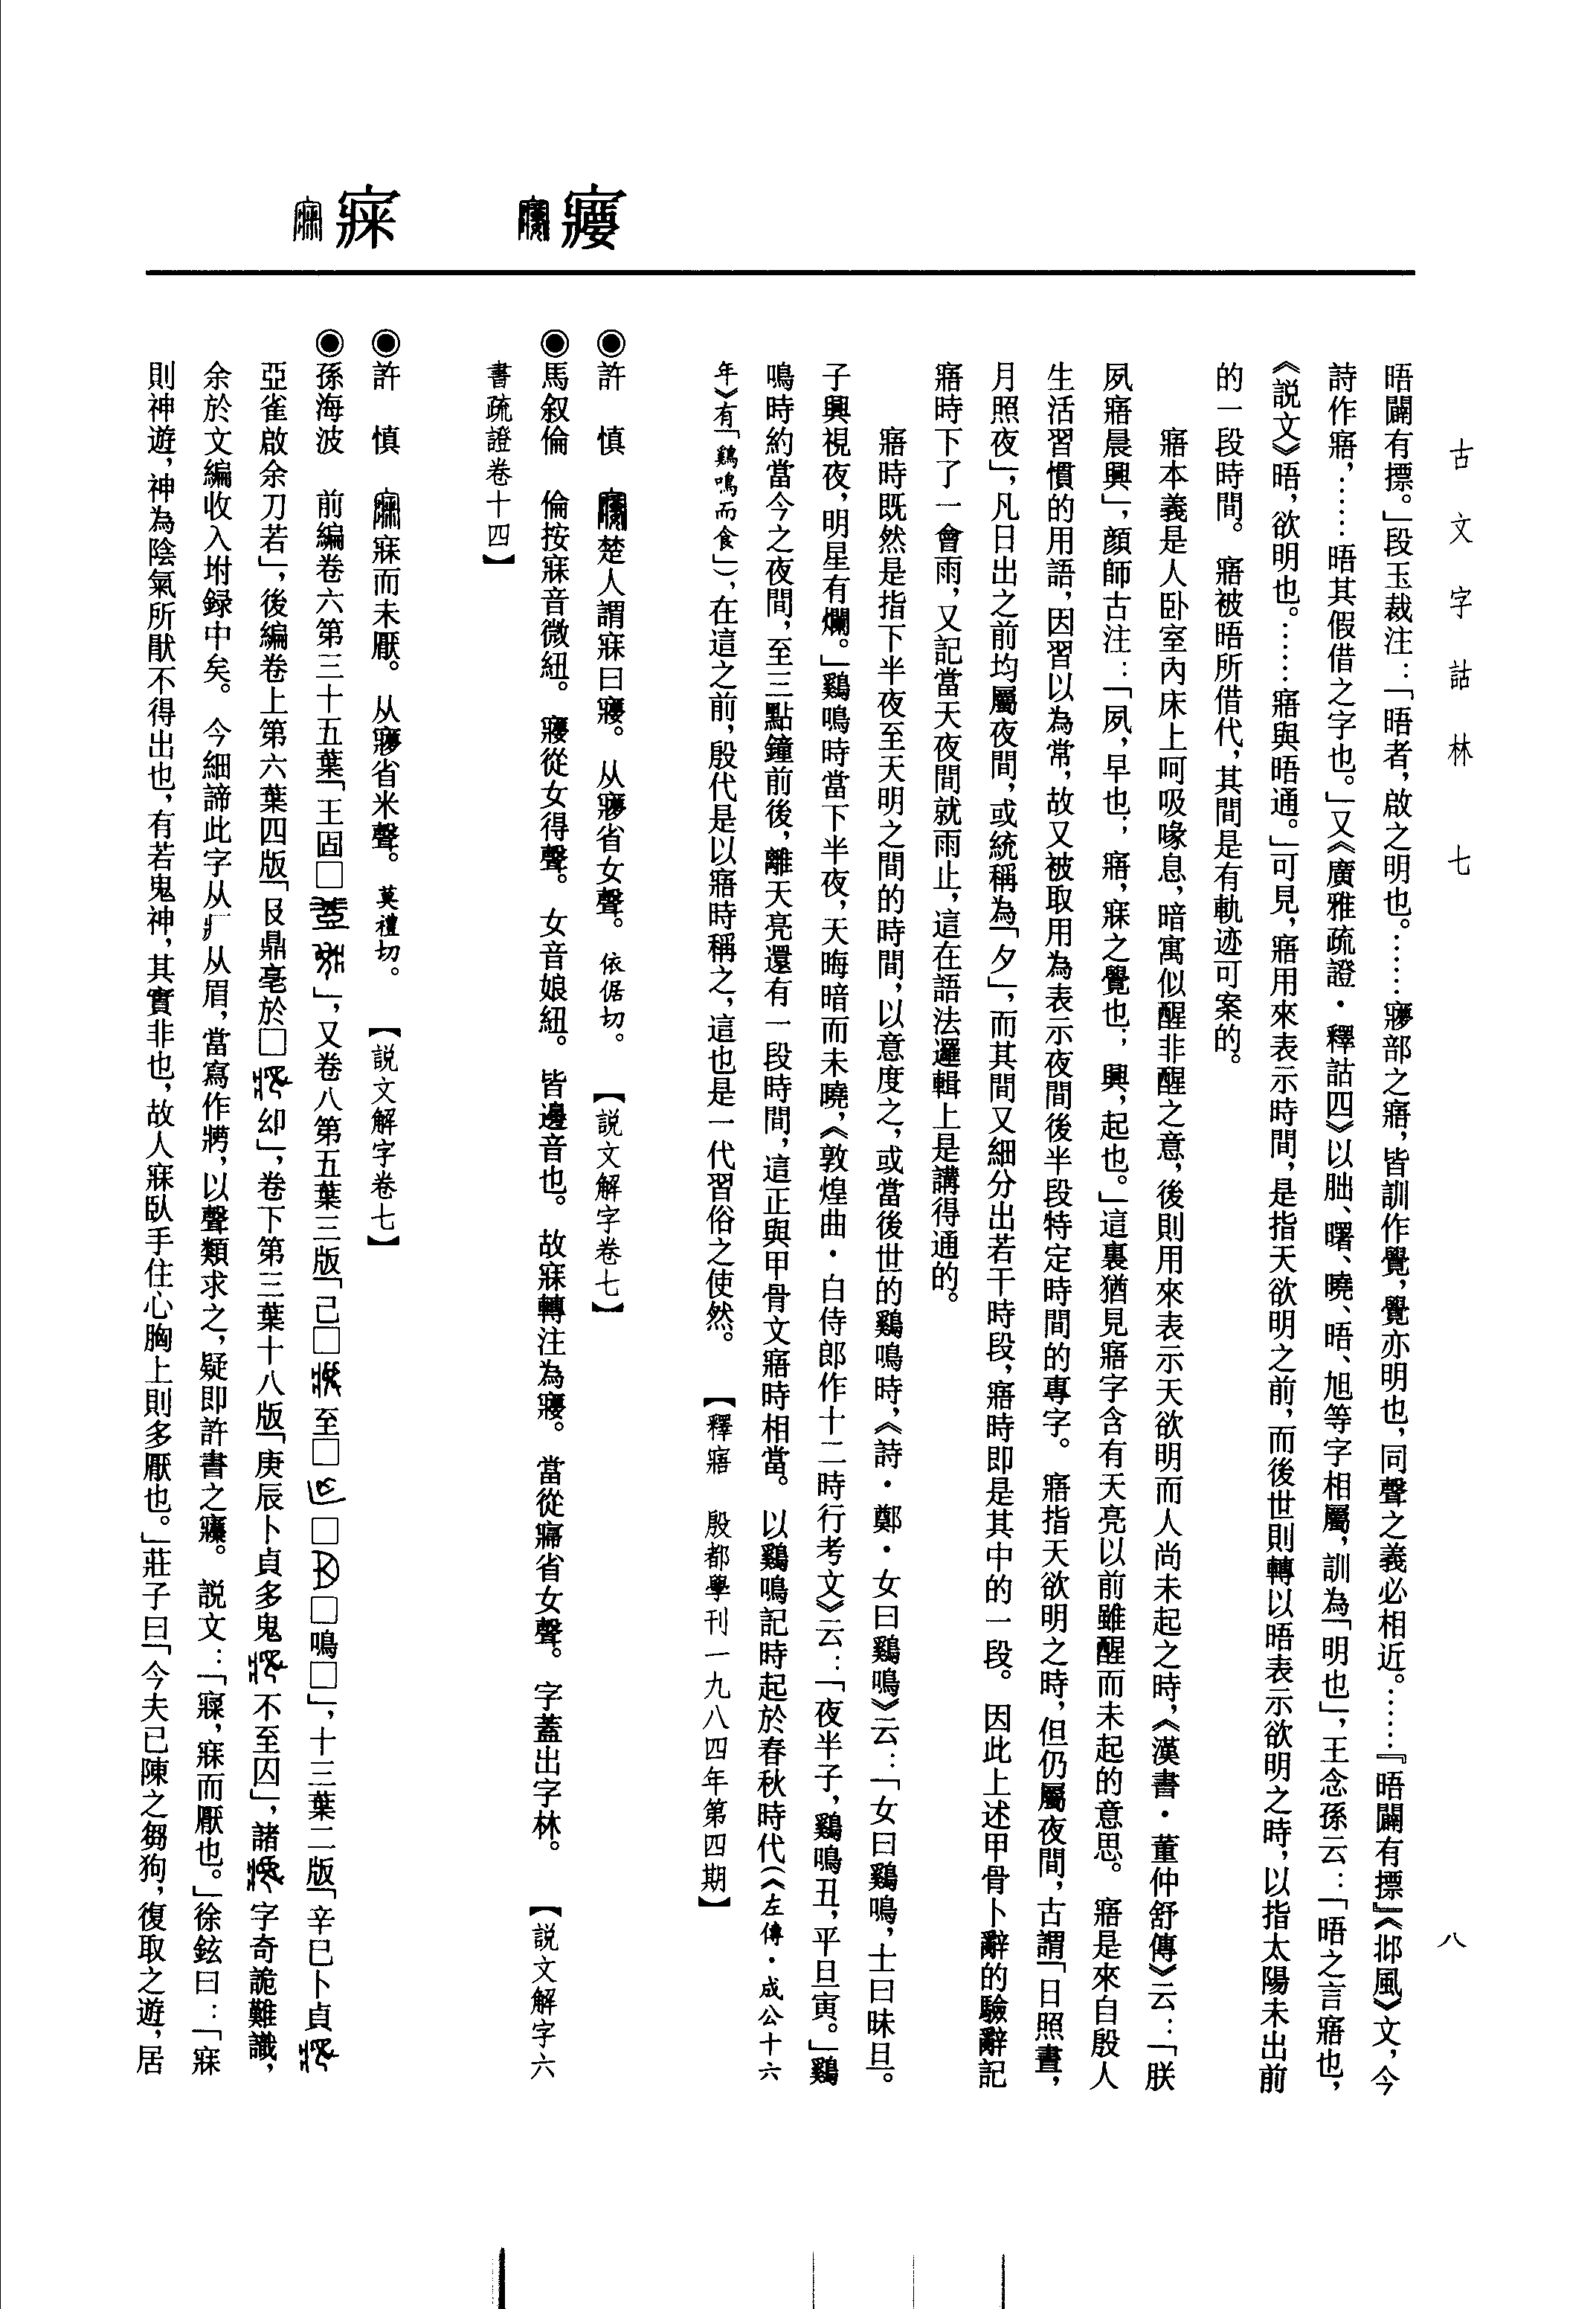 古文字詁林　七
八
晤闢有摽。」段玉裁注：「晤者，啟之明也。……㝱部之寤，皆訓作覺，覺亦明也，同聲之義必相近。……『晤闢有摽』《邶風》文，今
詩作寤，……晤其假借之字也。」又《廣雅疏證·釋詁四》以朏、曙、曉、晤、旭等字相屬，訓為「明也」，王念孫云：「晤之言寤也，
《説文》晤，欲明也。……寤與晤通。」可見，寤用來表示時間，是指天欲明之前，而後世則轉以晤表示欲明之時，以指太陽未出前
的一段時間。寤被晤所借代，其間是有軌迹可案的。
寤本義是人卧室內床上呵吸喙息，暗寓似醒非醒之意，後則用來表示天欲明而人尚未起之時，《漢書·董仲舒傳》云：「朕
夙寤晨興」，顏師古注：「夙，早也；寤，寐之覺也；興，起也。」這裏猶見寤字含有天亮以前雖醒而未起的意思。寤是來自殷人
生活習慣的用語，因習以為常，故又被取用為表示夜間後半段特定時間的專字。寤指天欲明之時，但仍屬夜間，古謂「日照晝，
月照夜」，凡日出之前均屬夜間，或統稱為「夕」，而其間又細分出若干時段，寤時即是其中的一段。因此上述甲骨卜辭的驗辭記
寤時下了一會雨，又記當天夜間就雨止，這在語法邏輯上是講得通的。
寤時既然是指下半夜至天明之間的時間，以意度之，或當後世的鷄鳴時，《詩·鄭·女曰鷄鳴》云：「女曰鷄鳴，士曰昧旦。
子興視夜，明星有爛。」鷄鳴時當下半夜，天晦暗而未曉，《敦煌曲·白侍郎作十二時行考文》云：「夜半子，鷄鳴丑，平旦寅。」鷄
鳴時約當今之夜間，至三點鐘前後，離天亮還有一段時間，這正與甲骨文寤時相當。以鷄鳴記時起於春秋時代（《左傳·成公十六
年》有「鷄鳴而食」），在這之前，殷代是以寤時稱之，這也是一代習俗之使然。　【釋寤　殷都學刊一九八四年第四期】
㝧
◉許　慎　楚人謂寐曰㝧。从㝱省女聲。依倨切。　【説文解字卷七】
◉馬叙倫　倫按寐音微紐。㝧從女得聲。女音娘紐。皆邊音也。故寐轉注為㝧。當從㝱省女聲。字蓋出字林。　【説文解字六
書疏證卷十四】
㝥
◉許　慎　寐而未厭。从㝱省米聲。莫禮切。　【説文解字卷七】
◉孫海波　前編卷六第三十五葉「王固□」，又卷八第五葉三版「己□至□□□鳴□」，十三葉二版「辛巳卜貞
亞雀啟余刀若」，後編卷上第六葉四版「㠯鼎亳於□」，卷下第三葉十八版「庚辰卜貞多鬼不至囚」，諸字奇詭難識，
余於文編收入坿録中矣。今細諦此字从爿从眉，當寫作，以聲類求之，疑即許書之。説文：「，寐而厭也。」徐鉉曰：「寐
則神遊，神為陰氣所猒不得出也，有若鬼神，其實非也，故人寐臥手住心胸上則多厭也。」莊子曰「今夫已陳之芻狗，復取之遊，居